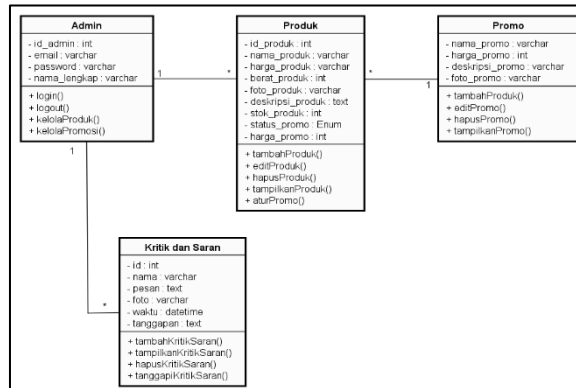 Admin
- id_admin : int
- email : varchar
- password : varchar
- nama_lengkap : varchar
+ login()
+ logout()
+ kelolaProduk()
+ kelolaPromosi()
1
*
Produk
- id_produk : int
- nama_produk : varchar
- harga_produk : varchar
- berat_produk : int
- foto_produk : varchar
- deskripsi_produk : text
- stok_produk : int
- status_promo : Enum
- harga_promo : int
+ tambahProduk()
+ editProduk()
+ hapusProduk()
+ tampilkanProduk()
+ aturPromo()
*
1
Promo
- nama_promo : varchar
- harga_promo : int
- deskripsi_promo : varchar
- foto_promo : varchar
+ tambahProduk()
+ editPromo()
+ hapusPromo()
+ tampilkanPromo()
1
*
Kritik dan Saran
- id : int
- nama : varchar
- pesan : text
- foto : varchar
- waktu : datetime
- tanggapan : text
+ tambahKritikSaran()
+ tampilkanKritikSaran()
+ hapusKritikSaran()
+ tanggapiKritikSaran()